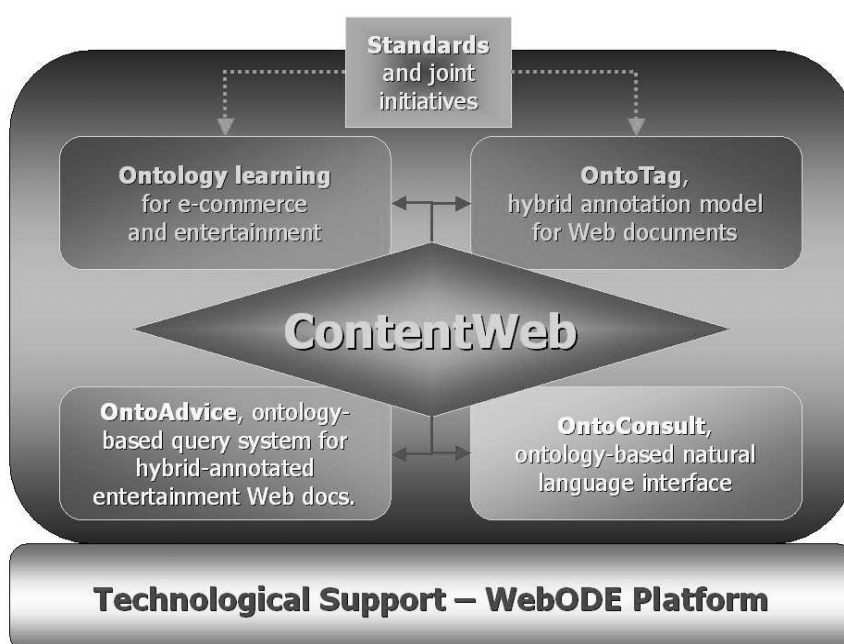 Standards
and joint
initiatives
Ontology learning
for e-commerce
and entertainment
OntoTag,
hybrid annotation model
for Web documents
ContentWeb
OntoAdvice, ontology-
based query system for
hybrid-annotated
entertainment Web docs.
OntoConsult,
ontology-based natural
language interface
Technological Support – WebODE Platform